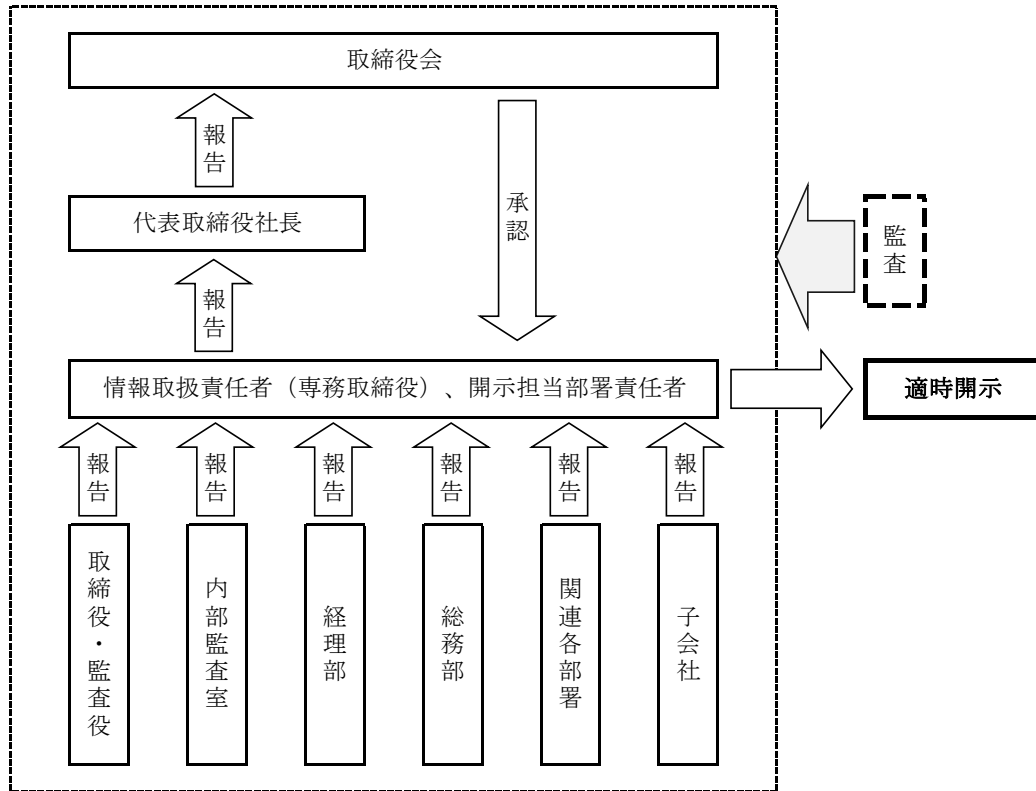 取締役会
報告
承認
代表取締役社長
監査
報告
情報取扱責任者（専務取締役）、開示担当部署責任者
適時開示
報告
報告
報告
報告
報告
報告
取締役・監査役
内部監査室
経理部
総務部
関連各部署
子会社